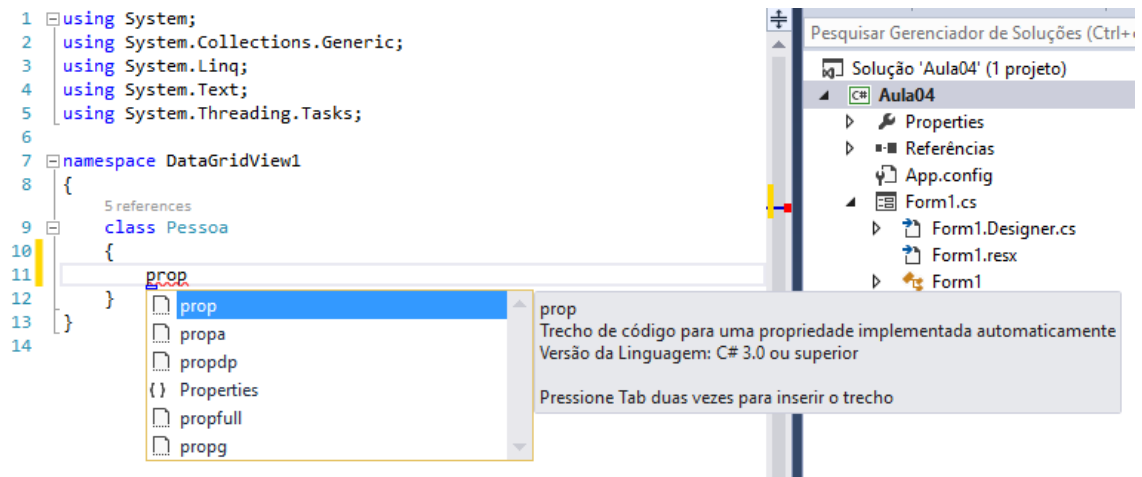 1 using System;
2 using System.Collections.Generic;
3 using System.Linq;
4 using System.Text;
5 using System.Threading.Tasks;
6
7 namespace DataGridView1
8 {
5 references
9 class Pessoa
10 {
11 prop
12 }
13 }
14
prop
propa
propdp
{ } Properties
propfull
propg
prop
Trecho de código para uma propriedade implementada automaticamente
Versão da Linguagem: C# 3.0 ou superior
Pressione Tab duas vezes para inserir o trecho
Pesquisar Gerenciador de Soluções (Ctrl+
Solução 'Aula04' (1 projeto)
C# Aula04
Properties
Referências
App.config
Form1.cs
Form1.Designer.cs
Form1.resx
Form1